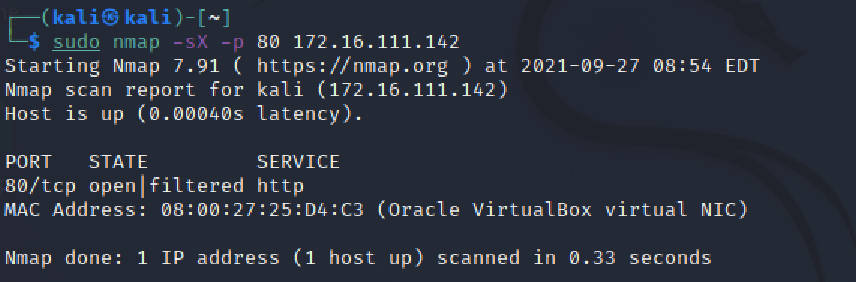 ┌──(kali㉿kali)-[~]
└─$ sudo nmap -sX -p 80 172.16.111.142
Starting Nmap 7.91 ( https://nmap.org ) at 2021-09-27 08:54 EDT
Nmap scan report for kali (172.16.111.142)
Host is up (0.00040s latency).
PORT   STATE         SERVICE
80/tcp open|filtered http
MAC Address: 08:00:27:25:D4:C3 (Oracle VirtualBox virtual NIC)
Nmap done: 1 IP address (1 host up) scanned in 0.33 seconds